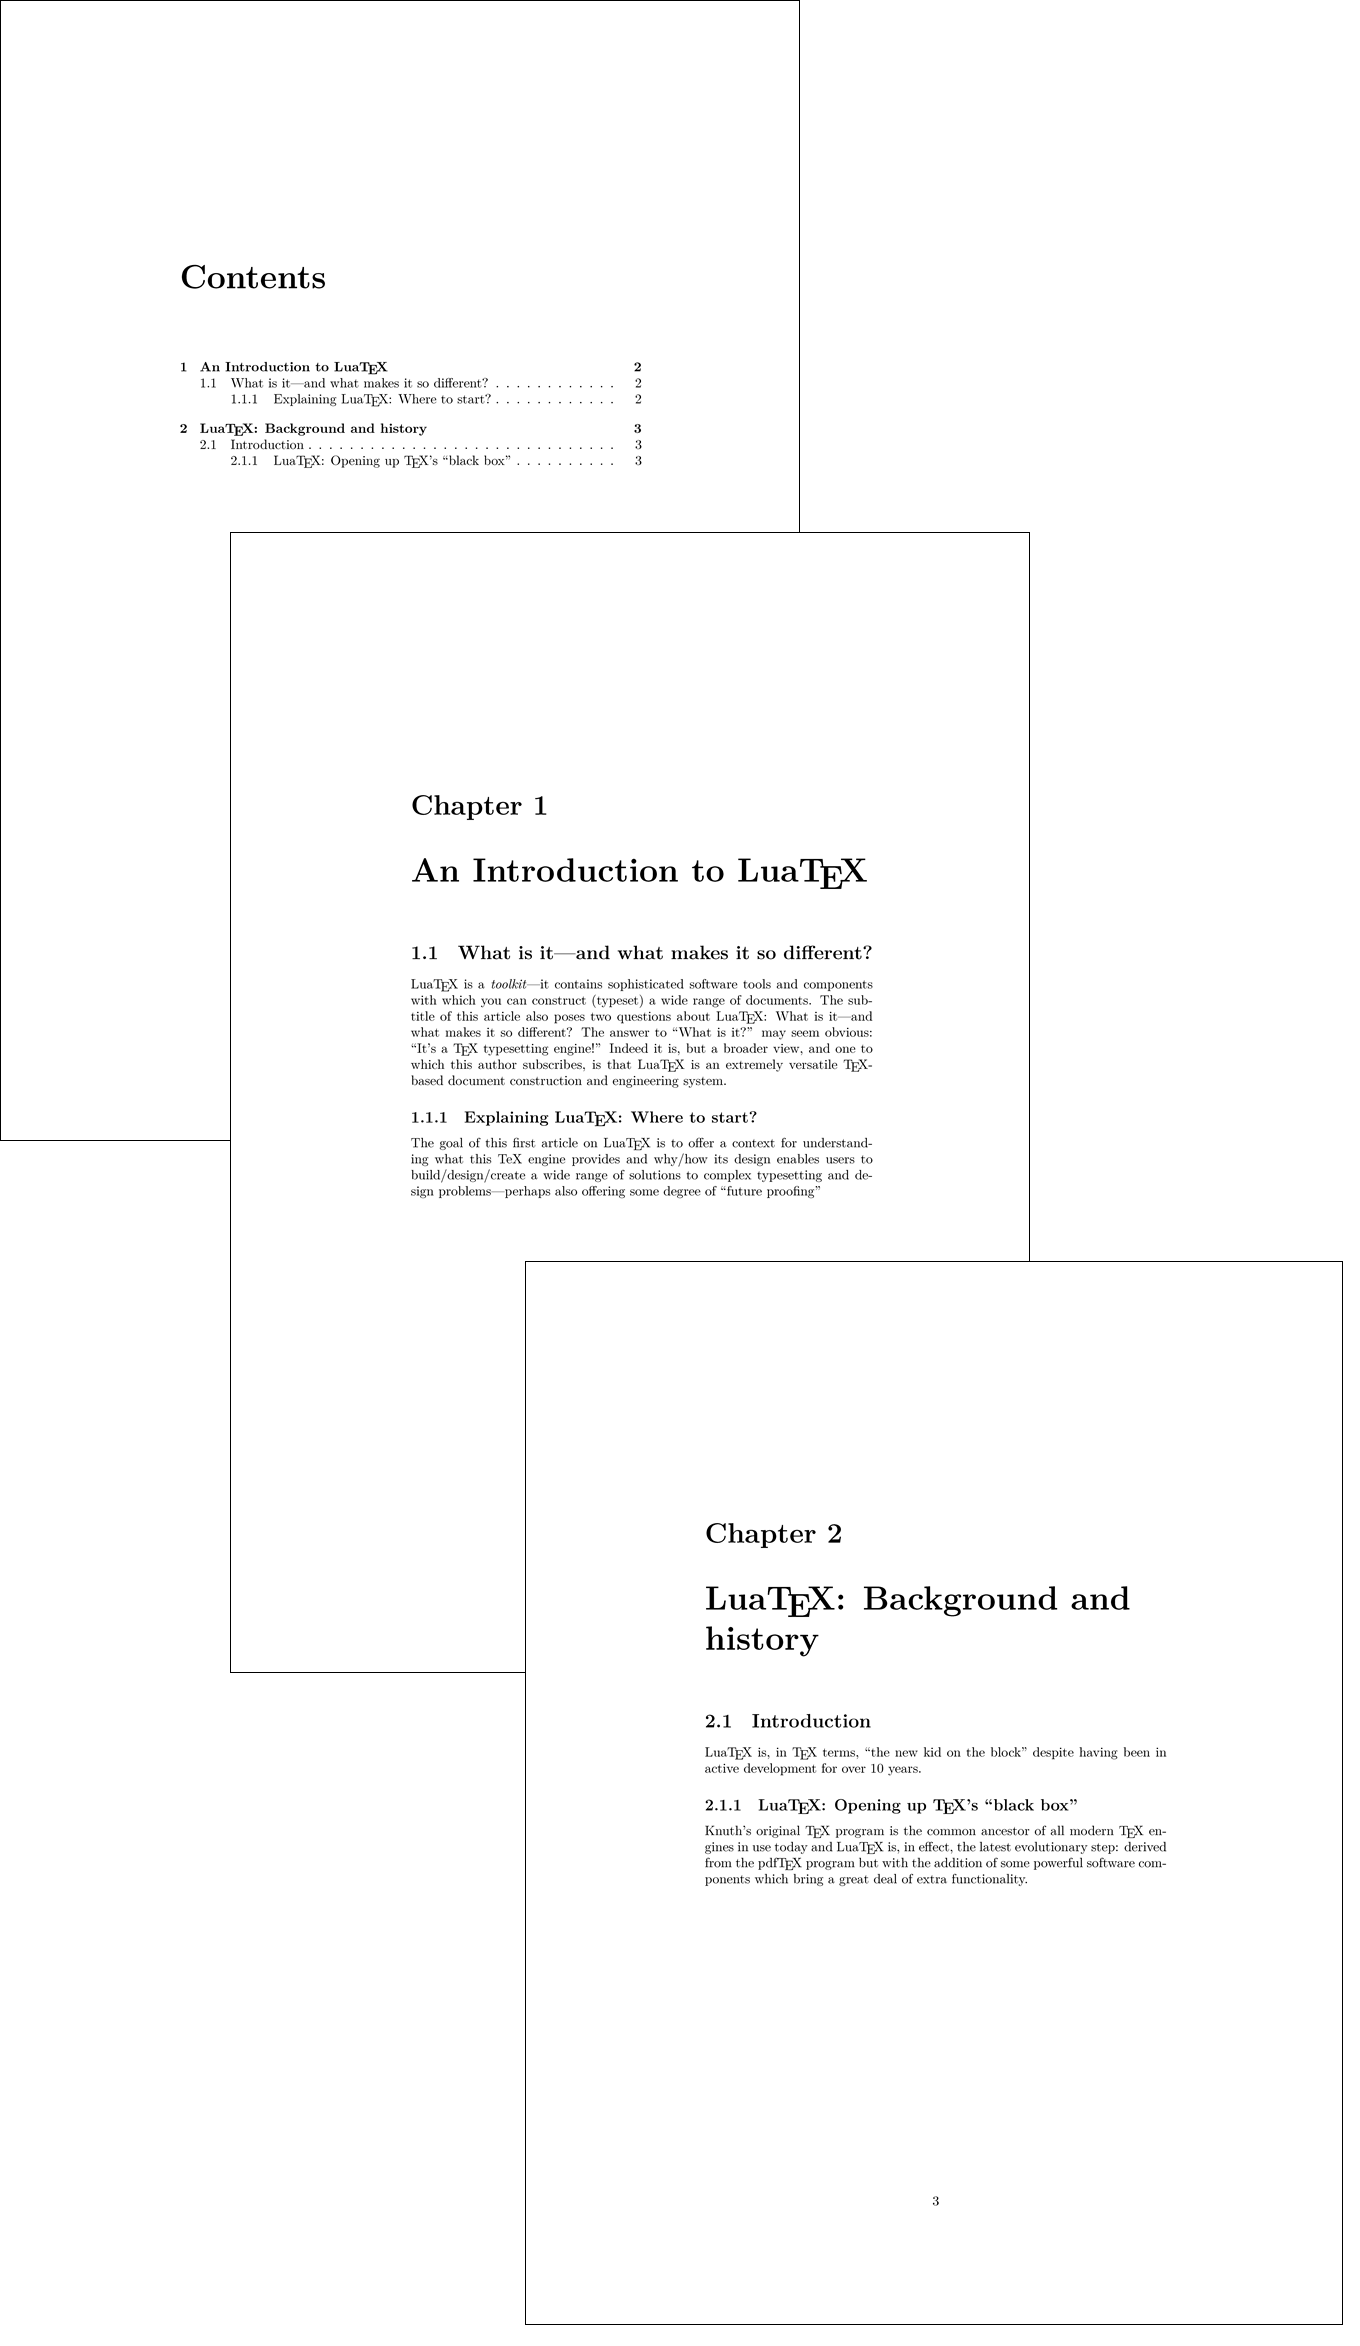 Contents
1 An Introduction to LuaTEX 2
1.1 What is it—and what makes it so different? . . . . . . . . . . . . 2
1.1.1 Explaining LuaTEX: Where to start? . . . . . . . . . . . . 2
2 LuaTEX: Background and history 3
2.1 Introduction . . . . . . . . . . . . . . . . . . . . . . . . . . . . . 3
2.1.1 LuaTEX: Opening up TEX’s “black box” . . . . . . . . . . 3
Chapter 1
An Introduction to LuaTEX
1.1 What is it—and what makes it so different?
LuaTEX is a toolkit—it contains sophisticated software tools and components
with which you can construct (typeset) a wide range of documents. The sub-
title of this article also poses two questions about LuaTEX: What is it—and
what makes it so different? The answer to “What is it?” may seem obvious:
“It’s a TEX typesetting engine!” Indeed it is, but a broader view, and one to
which this author subscribes, is that LuaTEX is an extremely versatile TEX-
based document construction and engineering system.
1.1.1 Explaining LuaTEX: Where to start?
The goal of this first article on LuaTEX is to offer a context for understand-
ing what this TeX engine provides and why/how its design enables users to
build/design/create a wide range of solutions to complex typesetting and de-
sign problems—perhaps also offering some degree of “future proofing”
Chapter 2
LuaTEX: Background and
history
2.1 Introduction
LuaTEX is, in TEX terms, “the new kid on the block” despite having been in
active development for over 10 years.
2.1.1 LuaTEX: Opening up TEX’s “black box”
Knuth’s original TEX program is the common ancestor of all modern TEX en-
gines in use today and LuaTEX is, in effect, the latest evolutionary step: derived
from the pdfTEX program but with the addition of some powerful software com-
ponents which bring a great deal of extra functionality.
3